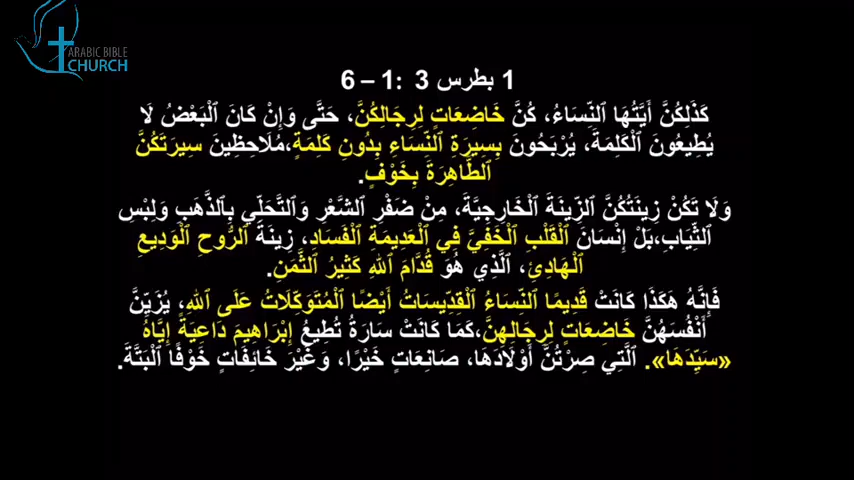 ARABIC BIBLE
CHURCH
1 بطرس 3 :1 – 6
كَذَلِكُنَّ أَيَّتُهَا ٱلنِّسَاءُ، كُنَّ خَاضِعَاتٍ لِرِجَالِكُنَّ، حَتَّى وَإِنْ كَانَ ٱلْبَعْضُ لَا
يُطِيعُونَ ٱلْكَلِمَةَ، يُرْبَحُونَ بِسِيرَةِ ٱلنِّسَاءِ بِدُونِ كَلِمَةٍ،مُلَاحِظِينَ سِيرَتَكُنَّ
ٱلطَّاهِرَةَ بِخَوْفٍ.
وَلَا تَكُنْ زِينَتُكُنَّ ٱلزِّينَةَ ٱلْخَارِجِيَّةَ، مِنْ ضَفْرِ ٱلشَّعْرِ وَٱلتَّحَلِّي بِٱلذَّهَبِ وَلِبْسِ
ٱلثِّيَابِ،بَلْ إِنْسَانَ ٱلْقَلْبِ ٱلْخَفِيَّ فِي ٱلْعَدِيمَةِ ٱلْفَسَادِ، زِينَةَ ٱلرُّوحِ ٱلْوَدِيعِ
ٱلْهَادِئِ، ٱلَّذِي هُوَ قُدَّامَ ٱللهِ كَثِيرُ ٱلثَّمَنِ.
فَإِنَّهُ هَكَذَا كَانَتْ قَدِيمًا ٱلنِّسَاءُ ٱلْقِدِّيسَاتُ أَيْضًا ٱلْمُتَوَكِّلَاتُ عَلَى ٱللهِ، يُزَيِّنَّ
أَنْفُسَهُنَّ خَاضِعَاتٍ لِرِجَالِهِنَّ،كَمَا كَانَتْ سَارَةُ تُطِيعُ إِبْرَاهِيمَ دَاعِيَةً إِيَّاهُ
«سَيِّدَهَا». ٱلَّتِي صِرْتُنَّ أَوْلَادَهَا، صَانِعَاتٍ خَيْرًا، وَغَيْرَ خَائِفَاتٍ خَوْفًا ٱلْبَتَّةَ.